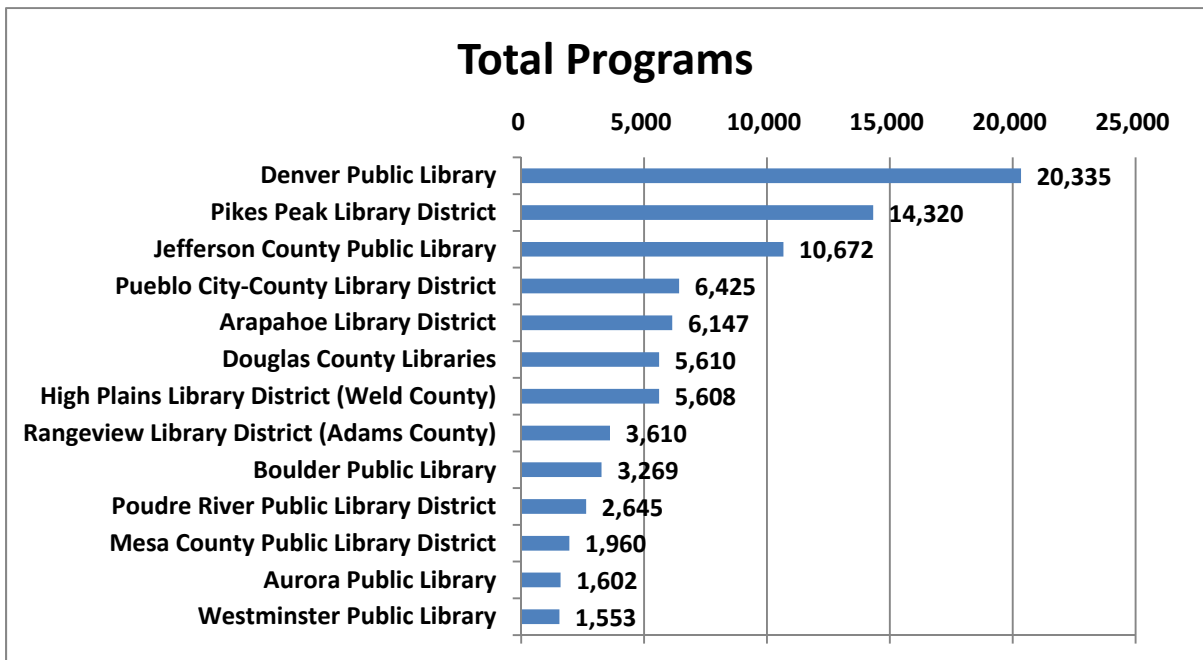 Total Programs
0 5,000 10,000 15,000 20,000 25,000
Denver Public Library 20,335
Pikes Peak Library District 14,320
Jefferson County Public Library 10,672
Pueblo City-County Library District 6,425
Arapahoe Library District 6,147
Douglas County Libraries 5,610
High Plains Library District (Weld County) 5,608
Rangeview Library District (Adams County) 3,610
Boulder Public Library 3,269
Poudre River Public Library District 2,645
Mesa County Public Library District 1,960
Aurora Public Library 1,602
Westminster Public Library 1,553